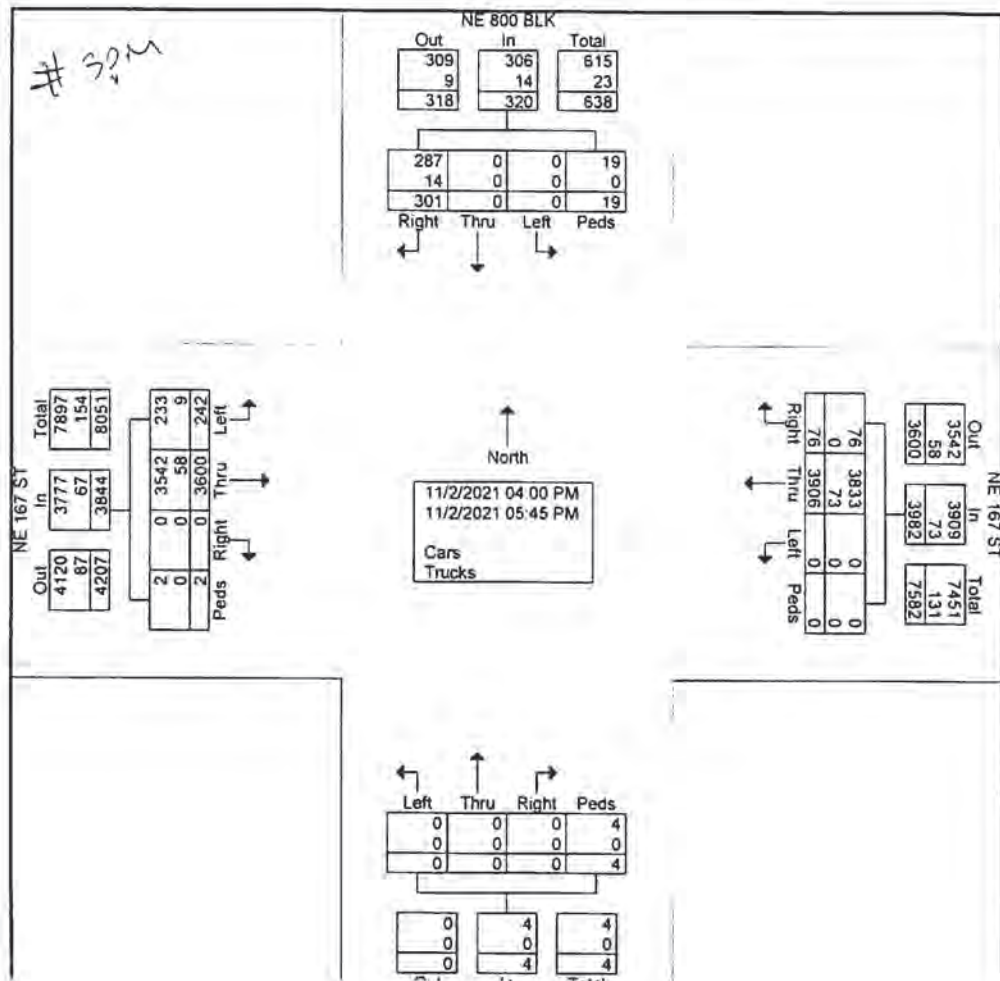 # 3PM
NE 800 BLK
Out In Total
309 306 615
9 14 23
318 320 638
287 0 0 19
14 0 0 0
301 0 0 19
Right Thru Left Peds
NE 167 ST
Total In Out
7897 3777 4120
154 67 87
8051 3844 4207
233 3542 0 2
9 58 0 0
242 3600 0 2
Left Thru Right Peds
North
11/2/2021 04:00 PM
11/2/2021 05:45 PM
Cars
Trucks
Right Thru Left Peds
76 3833 0 0
0 73 0 0
76 3906 0 0
Out In Total
3542 3909 7451
58 73 131
3600 3982 7582
NE 167 ST
Left Thru Right Peds
0 0 0 4
0 0 0 0
0 0 0 4
0 4 4
0 0 0
0 4 4